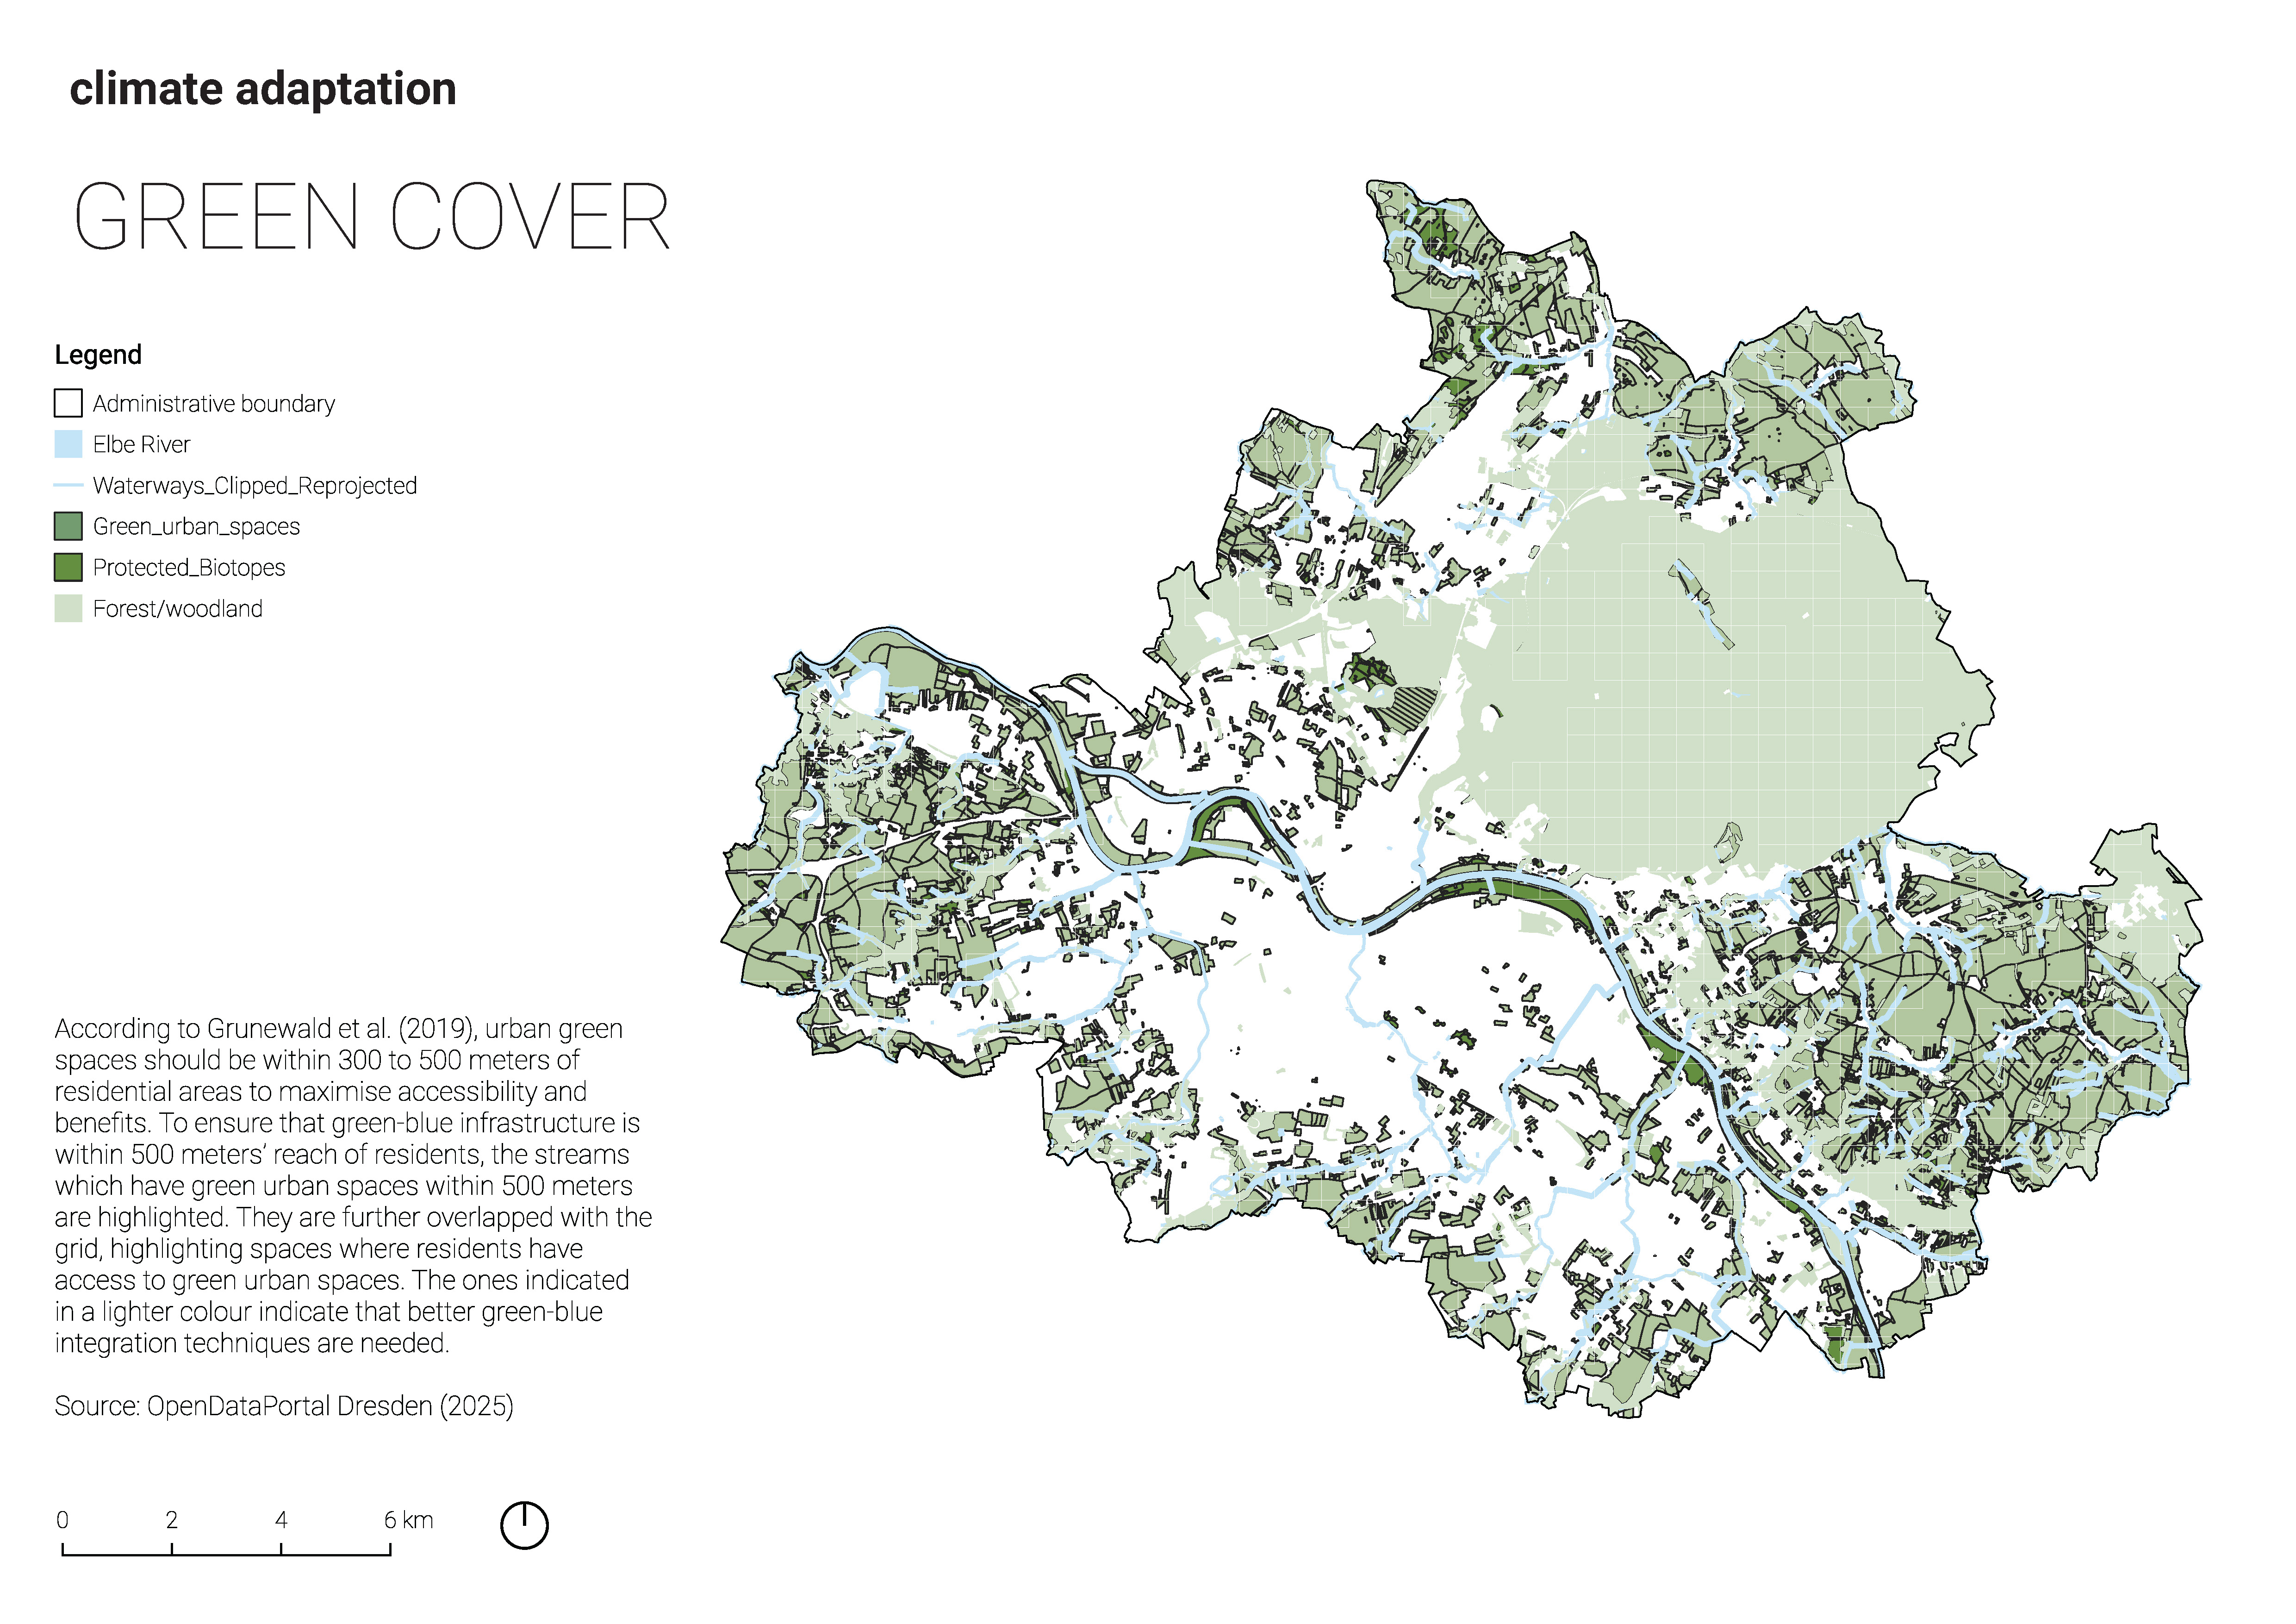 climate adaptation
GREEN COVER
Legend
Administrative boundary
Elbe River
Waterways_Clipped_Reprojected
Green_urban_spaces
Protected_Biotopes
Forest/woodland
According to Grunewald et al. (2019), urban green
spaces should be within 300 to 500 meters of
residential areas to maximise accessibility and
benefits. To ensure that green-blue infrastructure is
within 500 meters’ reach of residents, the streams
which have green urban spaces within 500 meters
are highlighted. They are further overlapped with the
grid, highlighting spaces where residents have
access to green urban spaces. The ones indicated
in a lighter colour indicate that better green-blue
integration techniques are needed.
Source: OpenDataPortal Dresden (2025)
0 2 4 6 km